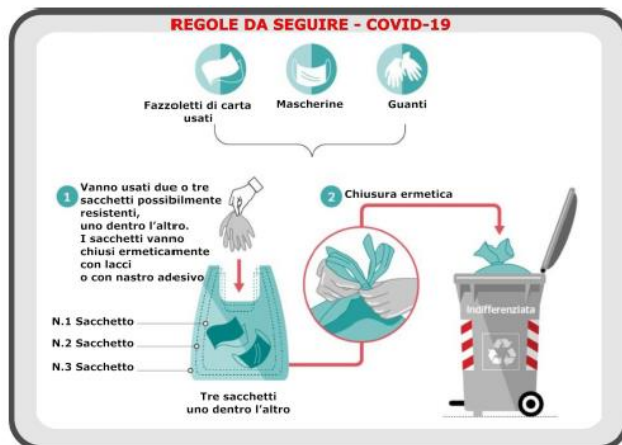 REGOLE DA SEGUIRE - COVID-19
Fazzoletti di carta
usati
Mascherine
Guanti
1
Vanno usati due o tre
sacchetti possibilmente
resistenti,
uno dentro l'altro.
I sacchetti vanno
chiusi ermeticamente
con lacci
o con nastro adesivo
2
Chiusura ermetica
N.1 Sacchetto
N.2 Sacchetto
N.3 Sacchetto
Tre sacchetti
uno dentro l'altro
Indifferenziata